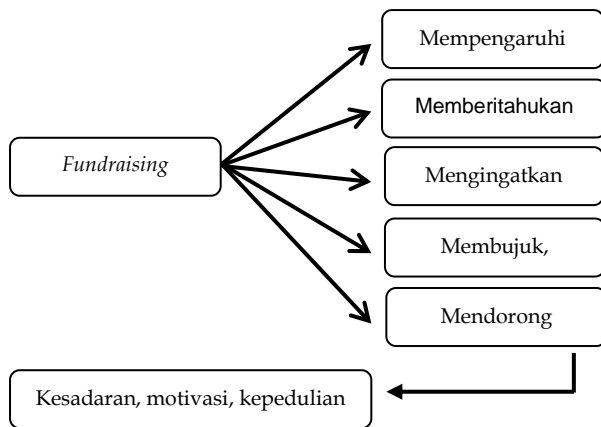 Mempengaruhi
Memberitahukan
Fundraising
Mengingatkan
Membujuk,
Mendorong
Kesadaran, motivasi, kepedulian